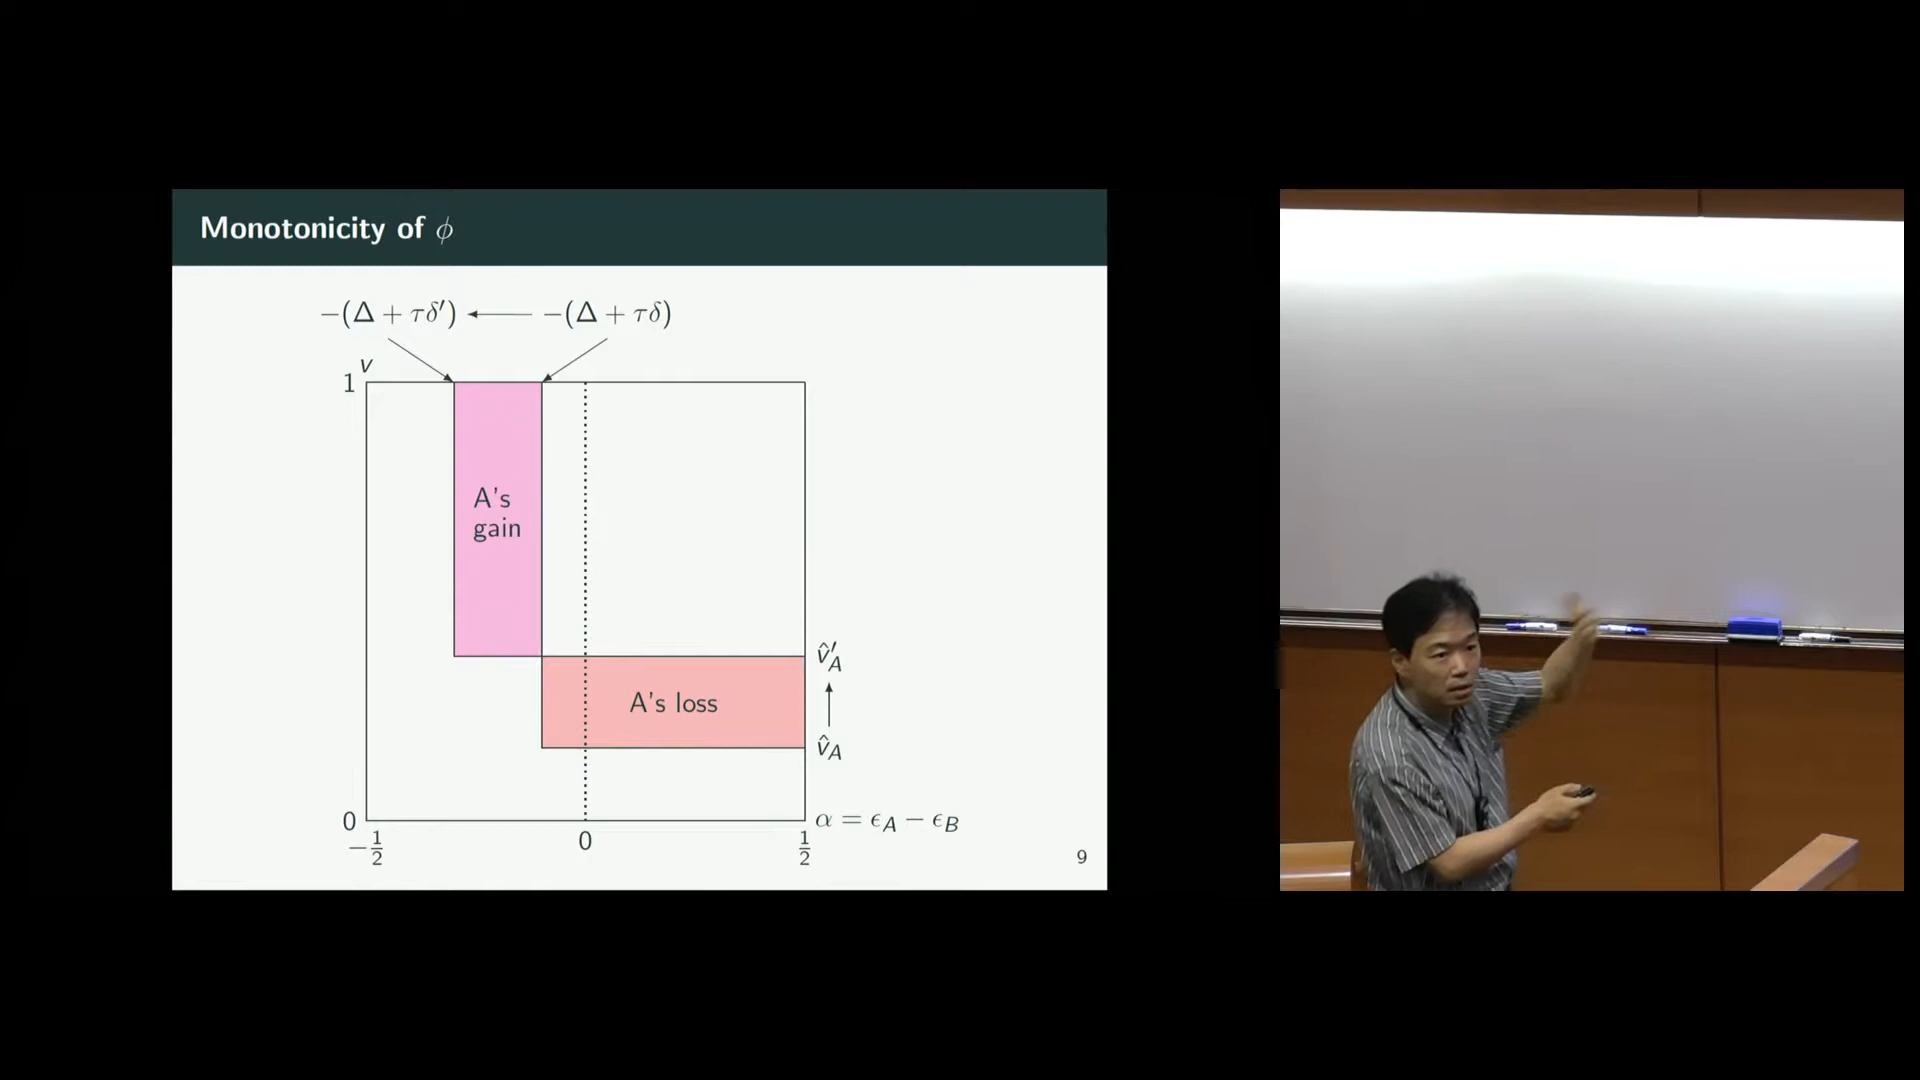 Monotonicity of ϕ
−(Δ + τδ′) ← −(Δ + τδ)
v
1
A's
gain
v̂′A
A's loss
v̂A
0
α = ϵA − ϵB
−1/2
0
1/2
9